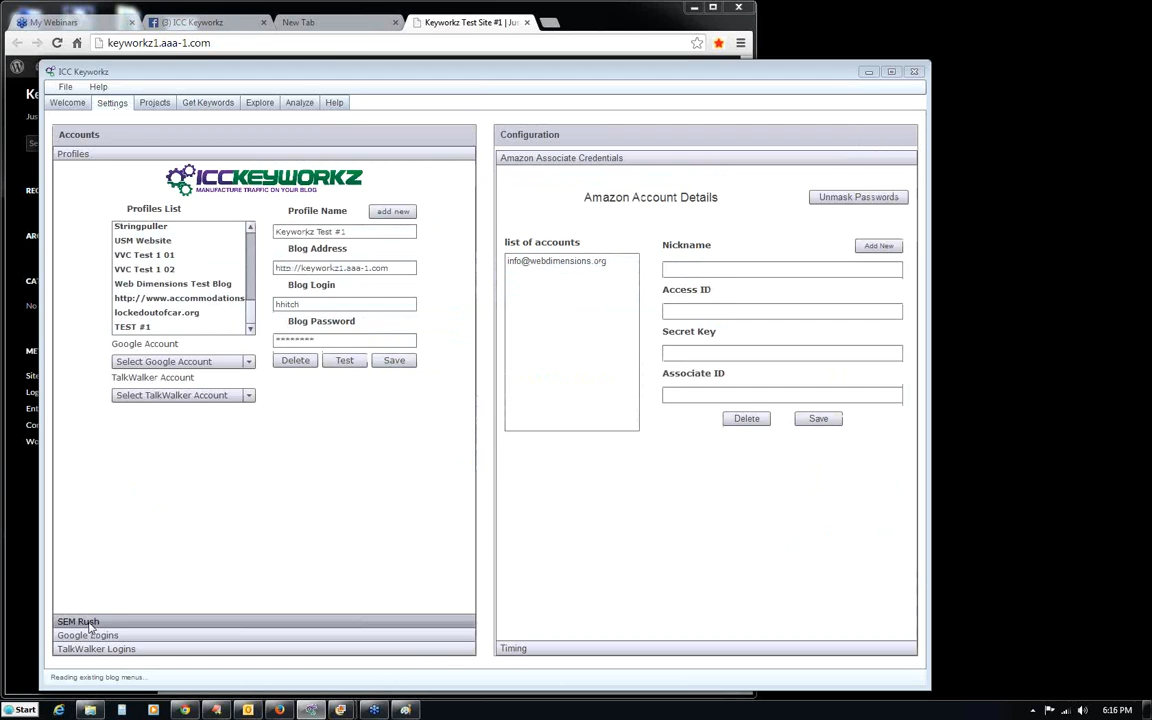 My Webinars
(3) ICC Keyworkz
New Tab
Keyworkz Test Site #1 | Ju
keyworkz1.aaa-1.com
ICC Keyworkz
File Help
Welcome Settings Projects Get Keywords Explore Analyze Help
Accounts
Profiles
ICCKEYWORKZ
MANUFACTURE TRAFFIC ON YOUR BLOG
Profiles List
Stringpuller
USM Website
VVC Test 1 01
VVC Test 1 02
Web Dimensions Test Blog
http://www.accommodations
lockedoutofcar.org
TEST #1
Google Account
Select Google Account
TalkWalker Account
Select TalkWalker Account
Profile Name
add new
Keyworkz Test #1
Blog Address
http://keyworkz1.aaa-1.com
Blog Login
hhitch
Blog Password
********
Delete Test Save
SEM Rush
Google Logins
TalkWalker Logins
Reading existing blog menus...
Configuration
Amazon Associate Credentials
Amazon Account Details
Unmask Passwords
list of accounts
info@webdimensions.org
Nickname
Add New
Access ID
Secret Key
Associate ID
Delete Save
Timing
Start
6:16 PM